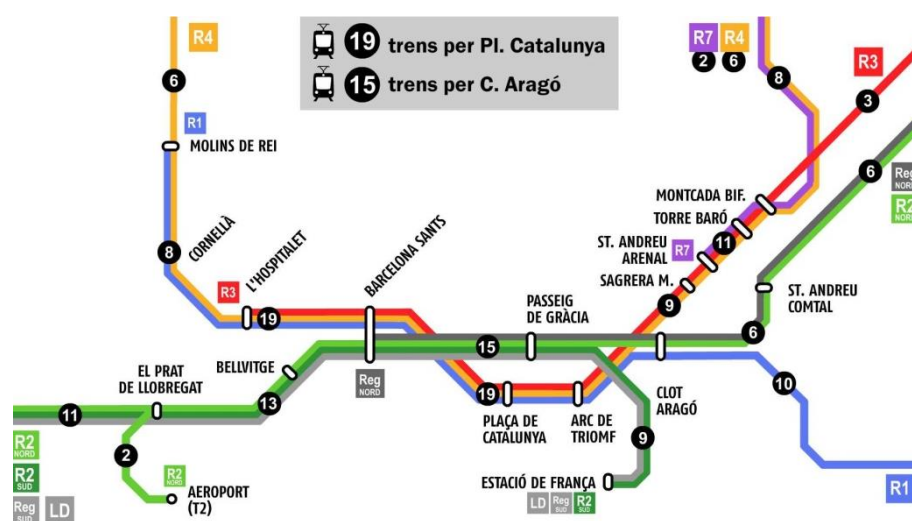 19 trens per Pl. Catalunya
15 trens per C. Aragó
R4
6
R1
MOLINS DE REI
8
CORNELLÀ
R3
L'HOSPITALET
19
BARCELONA SANTS
Reg
NORD
R7 R4
2 6
8
R3
3
6
Reg
NORD
R2
NORD
MONTCADA BIF.
TORRE BARÓ
11
ST. ANDREU
ARENAL
R7
SAGRERA M.
9
ST. ANDREU
COMTAL
6
PASSEIG
DE GRÀCIA
15
BELLVITGE
EL PRAT
DE LLOBREGAT
13
11
2
R2
NORD
AEROPORT
(T2)
R2
NORD
R2
SUD
Reg
SUD
LD
19
PLAÇA DE
CATALUNYA
ARC DE
TRIOMF
CLOT
ARAGÓ
9
10
R1
ESTACIÓ DE FRANÇA
LD Reg
SUD
R2
SUD